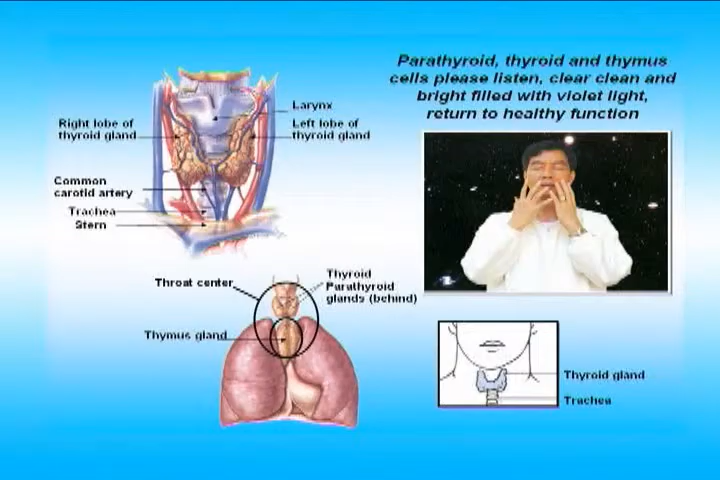 Parathyroid, thyroid and thymus
cells please listen, clear clean and
bright filled with violet light,
return to healthy function
Larynx
Right lobe of
thyroid gland
Left lobe of
thyroid gland
Common
carotid artery
Trachea
Stern
Throat center
Thyroid
Parathyroid
glands (behind)
Thymus gland
Thyroid gland
Trachea